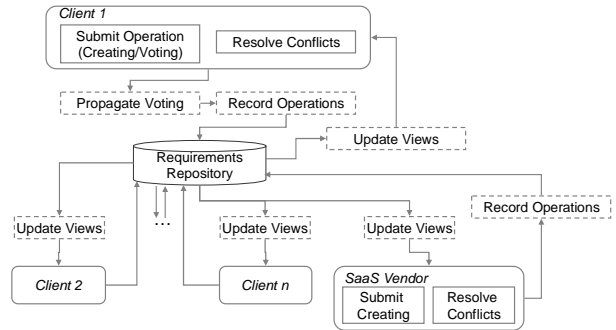 Client 1
Submit Operation
(Creating/Voting)
Resolve Conflicts
Propagate Voting
Record Operations
Update Views
Requirements
Repository
...
Record Operations
Update Views
Update Views
Update Views
Client 2
Client n
SaaS Vendor
Submit
Creating
Resolve
Conflicts